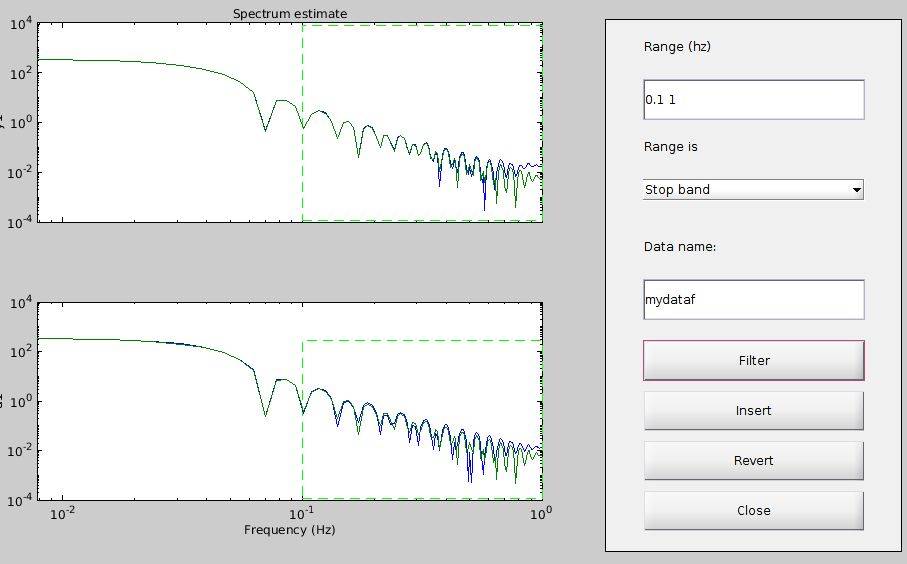 Spectrum estimate
10^4
10^2
10^0
10^-2
10^-4
10^4
10^2
10^0
10^-2
10^-4
10^-2
10^-1
10^0
Frequency (Hz)
Range (hz)
0.1 1
Range is
Stop band
Data name:
mydataf
Filter
Insert
Revert
Close